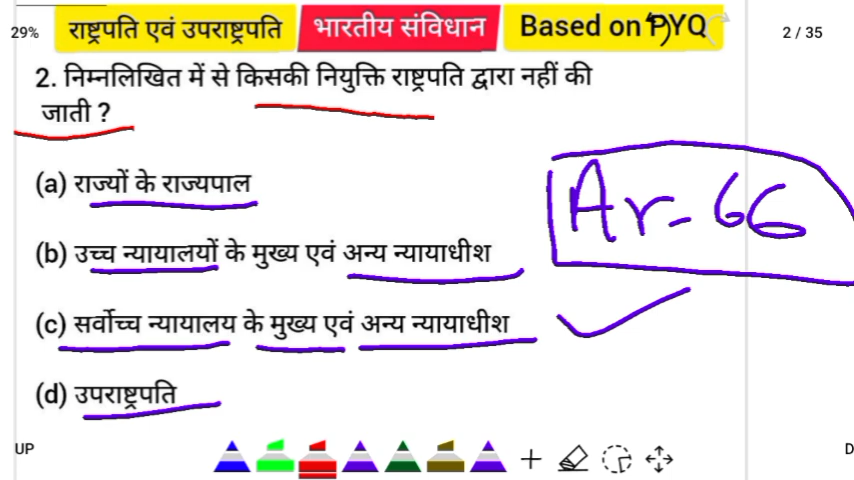 29% राष्ट्रपति एवं उपराष्ट्रपति भारतीय संविधान Based on PYQ 2 / 35
2. निम्नलिखित में से किसकी नियुक्ति राष्ट्रपति द्वारा नहीं की
जाती ?
(a) राज्यों के राज्यपाल
Ar- 66
(b) उच्च न्यायालयों के मुख्य एवं अन्य न्यायाधीश
(c) सर्वोच्च न्यायालय के मुख्य एवं अन्य न्यायाधीश
(d) उपराष्ट्रपति
UP D